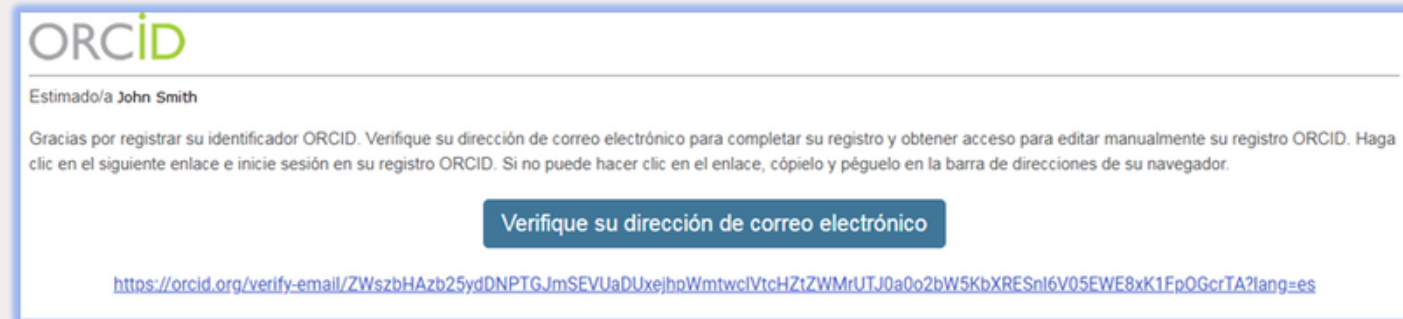 ORCID
Estimado/a John Smith
Gracias por registrar su identificador ORCID. Verifique su dirección de correo electrónico para completar su registro y obtener acceso para editar manualmente su registro ORCID. Haga
clic en el siguiente enlace e inicie sesión en su registro ORCID. Si no puede hacer clic en el enlace, cópielo y péguelo en la barra de direcciones de su navegador.
Verifique su dirección de correo electrónico
https://orcid.org/verify-email/ZWszbHAzb25ydDNPTGJmSEVUaDUxejhpWmtwclVtcHZtZWMrUTJ0a0o2bW5KbXRESnl6V05EWE8xK1FpOGcrTA?lang=es